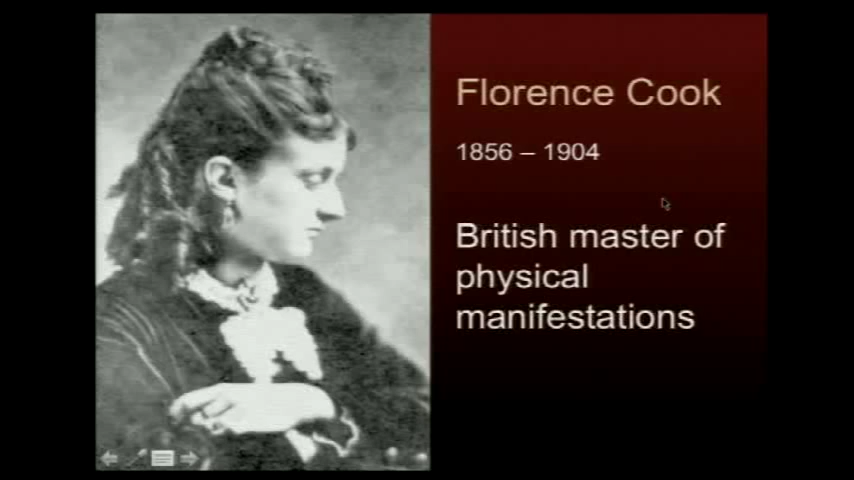 Florence Cook
1856 – 1904
British master of
physical
manifestations